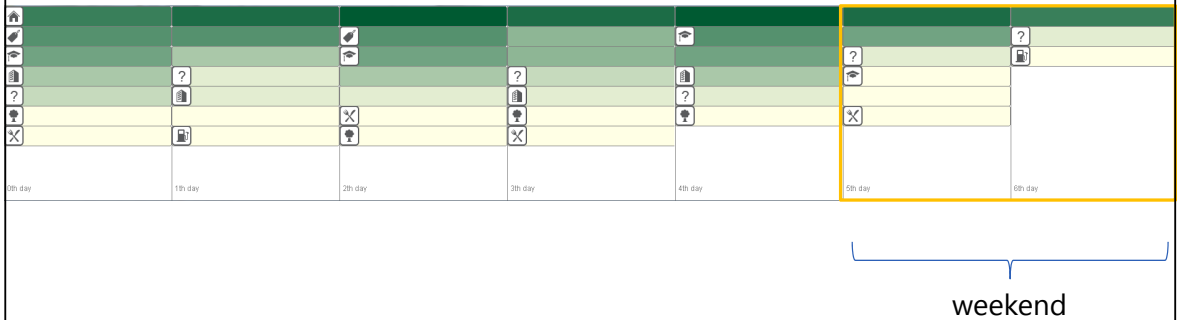 ?
?
?
?
?
?
0th day
1th day
2th day
3th day
4th day
5th day
6th day
weekend